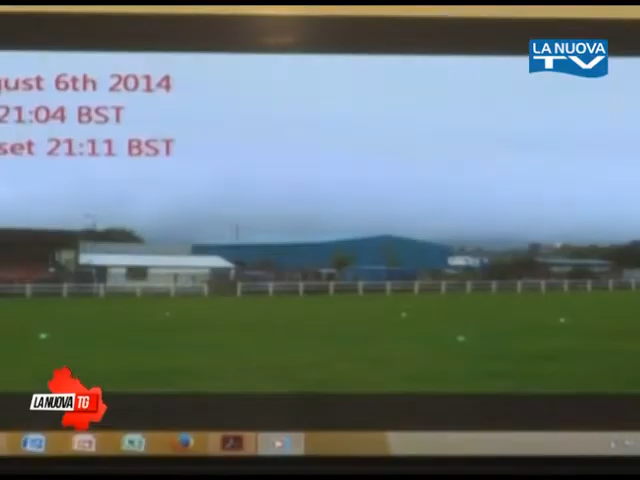 gust 6th 2014
21:04 BST
set 21:11 BST
LA NUOVA
TV
LA NUOVA TG